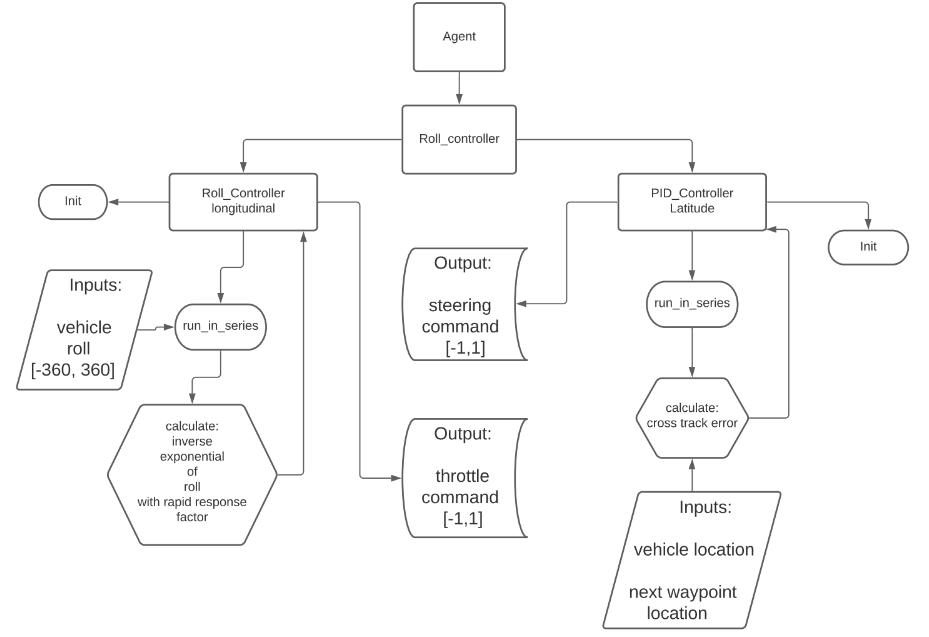 Agent
Roll_controller
Roll_Controller
longitudinal
PID_Controller
Latitude
Init
Init
Inputs:
vehicle
roll
[-360, 360]
run_in_series
Output:
steering
command
[-1,1]
run_in_series
calculate:
inverse
exponential
of
roll
with rapid response
factor
Output:
throttle
command
[-1,1]
calculate:
cross track error
Inputs:
vehicle location
next waypoint
location